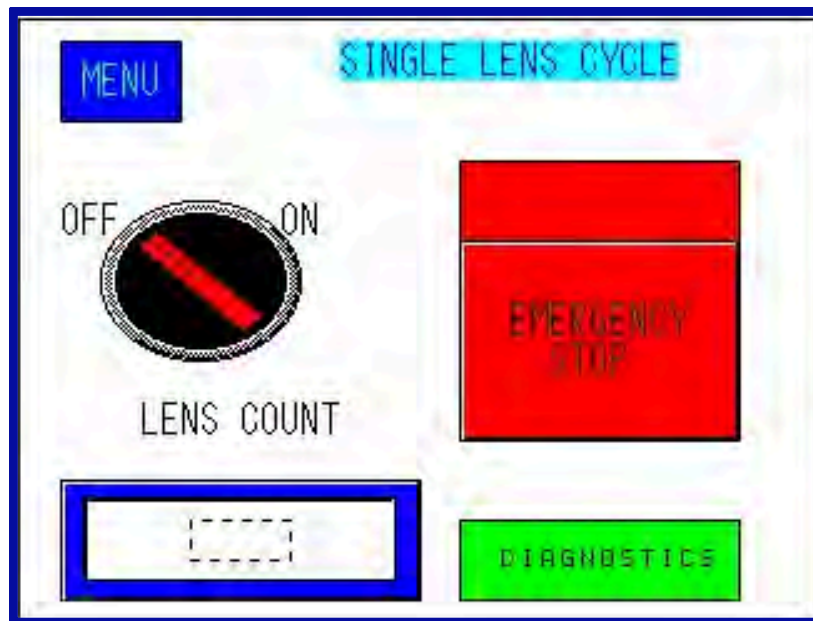 MENU
SINGLE LENS CYCLE
OFF
ON
EMERGENCY
STOP
LENS COUNT
DIAGNOSTICS